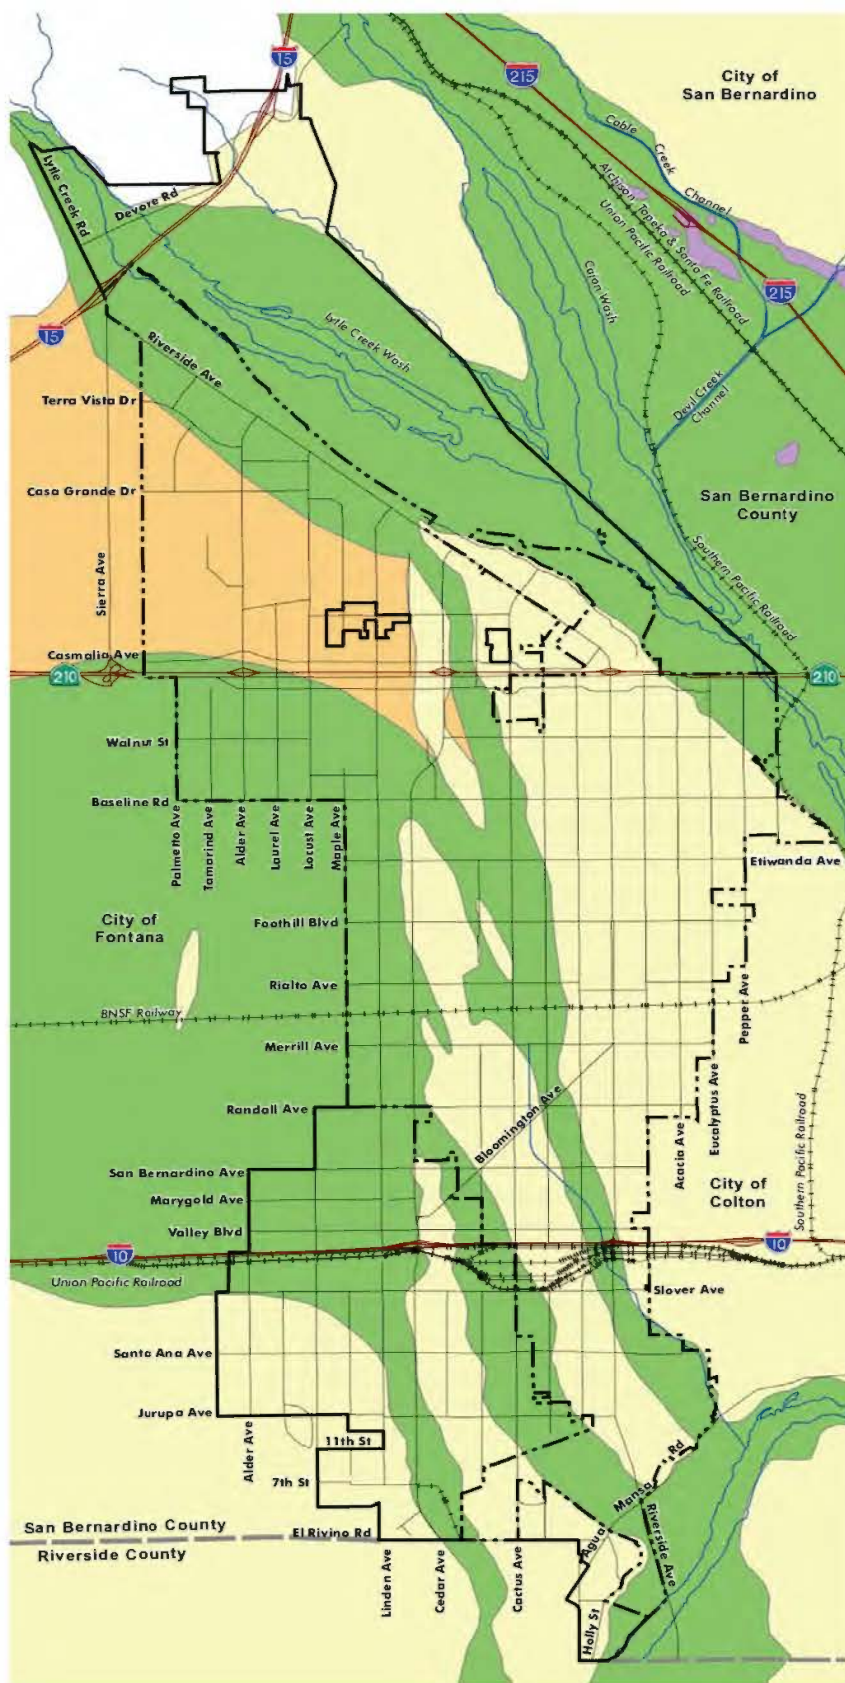 15
215
City of
San Bernardino
Cable Creek Channel
Lytle Creek Rd
Devore Rd
Atchison, Topeka & Santa Fe Railroad
Union Pacific Railroad
Cajon Wash
215
15
Riverside Ave
Lytle Creek Wash
Devil Creek
Channel
Terra Vista Dr
Casa Grande Dr
San Bernardino
County
Southern Pacific Railroad
Sierra Ave
Casmalia Ave
210
210
Walnut St
Baseline Rd
Palmetto Ave
Tamarind Ave
Alder Ave
Laurel Ave
Locust Ave
Maple Ave
Etiwanda Ave
City of
Fontana
Foothill Blvd
Rialto Ave
Pepper Ave
BNSF Railway
Merrill Ave
Eucalyptus Ave
Randall Ave
Bloomington Ave
Acacia Ave
Southern Pacific Railroad
San Bernardino Ave
City of
Colton
Marygold Ave
Valley Blvd
10
10
Union Pacific Railroad
Slover Ave
Santa Ana Ave
Jurupa Ave
Alder Ave
11th St
7th St
Agua Mansa Rd
San Bernardino County
Riverside County
El Rivino Rd
Riverside Ave
Linden Ave
Cedar Ave
Cactus Ave
Holly St